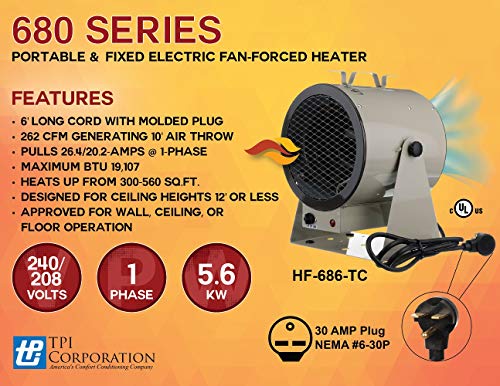 680 SERIES
PORTABLE & FIXED ELECTRIC FAN-FORCED HEATER
FEATURES
• 6' LONG CORD WITH MOLDED PLUG
• 262 CFM GENERATING 10' AIR THROW
• PULLS 26.4/20.2-AMPS @ 1-PHASE
• MAXIMUM BTU 19,107
• HEATS UP FROM 300-560 SQ.FT.
• DESIGNED FOR CEILING HEIGHTS 12' OR LESS
• APPROVED FOR WALL, CEILING, OR
FLOOR OPERATION
C UL US
HF-686-TC
240/
208
VOLTS
1
PHASE
5.6
KW
30 AMP Plug
NEMA #6-30P
TPI
CORPORATION
America's Comfort Conditioning Company